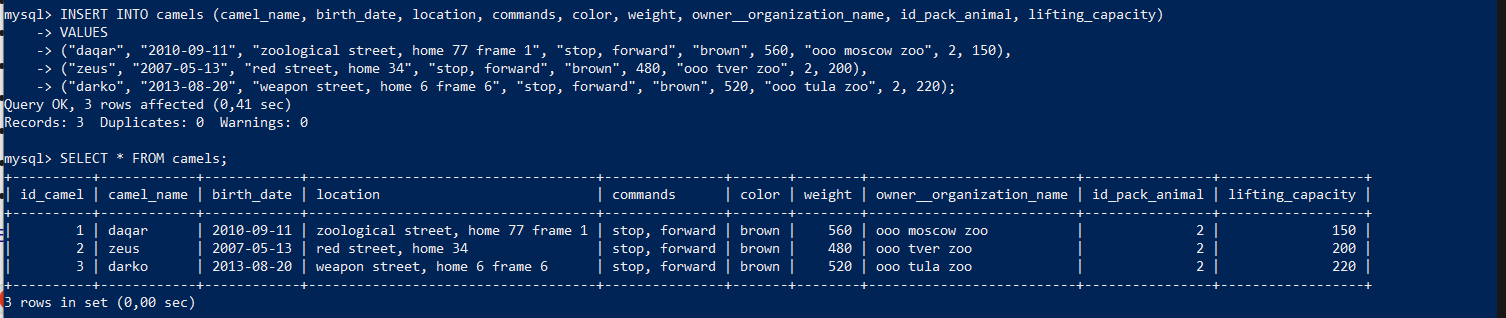 mysql> INSERT INTO camels (camel_name, birth_date, location, commands, color, weight, owner__organization_name, id_pack_animal, lifting_capacity)
    -> VALUES
    -> ("daqar", "2010-09-11", "zoological street, home 77 frame 1", "stop, forward", "brown", 560, "ooo moscow zoo", 2, 150),
    -> ("zeus", "2007-05-13", "red street, home 34", "stop, forward", "brown", 480, "ooo tver zoo", 2, 200),
    -> ("darko", "2013-08-20", "weapon street, home 6 frame 6", "stop, forward", "brown", 520, "ooo tula zoo", 2, 220);
Query OK, 3 rows affected (0,41 sec)
Records: 3  Duplicates: 0  Warnings: 0

mysql> SELECT * FROM camels;
+----------+------------+------------+------------------------------------+---------------+-------+--------+--------------------------+----------------+------------------+
| id_camel | camel_name | birth_date | location                           | commands      | color | weight | owner__organization_name | id_pack_animal | lifting_capacity |
+----------+------------+------------+------------------------------------+---------------+-------+--------+--------------------------+----------------+------------------+
|        1 | daqar      | 2010-09-11 | zoological street, home 77 frame 1 | stop, forward | brown |    560 | ooo moscow zoo           |              2 |              150 |
|        2 | zeus       | 2007-05-13 | red street, home 34                | stop, forward | brown |    480 | ooo tver zoo             |              2 |              200 |
|        3 | darko      | 2013-08-20 | weapon street, home 6 frame 6      | stop, forward | brown |    520 | ooo tula zoo             |              2 |              220 |
+----------+------------+------------+------------------------------------+---------------+-------+--------+--------------------------+----------------+------------------+
3 rows in set (0,00 sec)